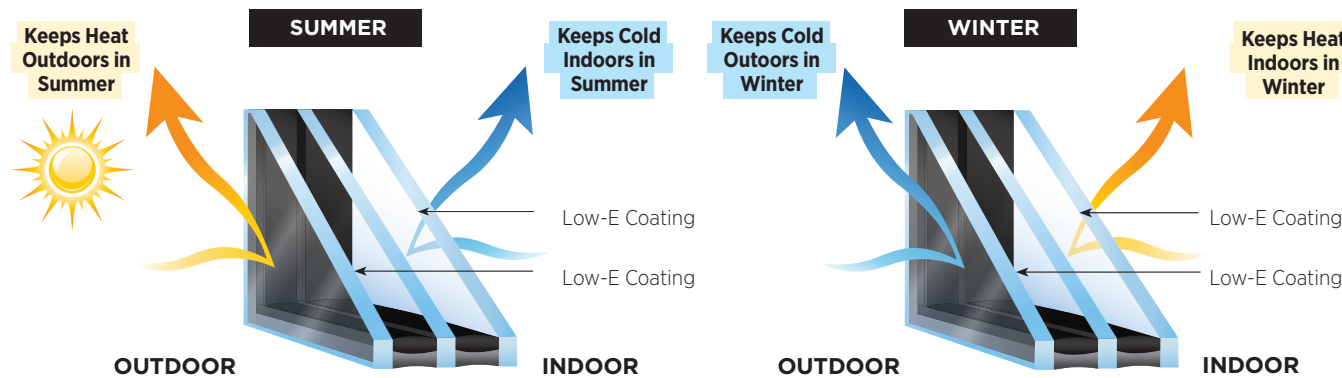 SUMMER
Keeps Heat
Outdoors in
Summer
Keeps Cold
Indoors in
Summer
Low-E Coating
Low-E Coating
OUTDOOR
INDOOR
WINTER
Keeps Cold
Outoors in
Winter
Keeps Heat
Indoors in
Winter
Low-E Coating
Low-E Coating
OUTDOOR
INDOOR